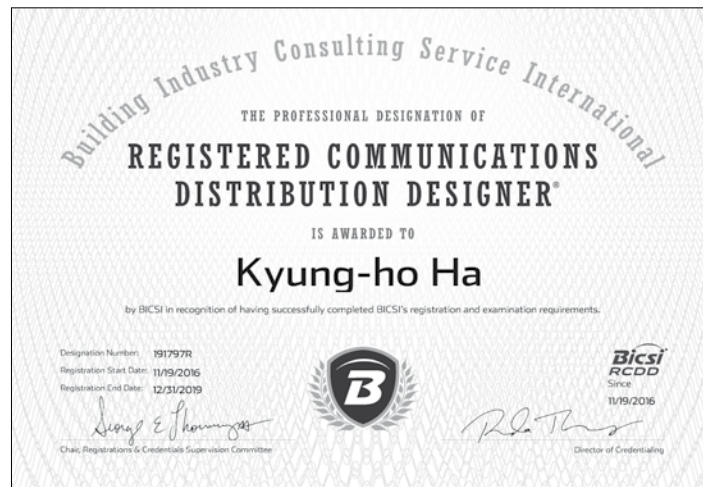 Building Industry Consulting Service International
THE PROFESSIONAL DESIGNATION OF
REGISTERED COMMUNICATIONS
DISTRIBUTION DESIGNER®
IS AWARDED TO
Kyung-ho Ha
by BICSI in recognition of having successfully completed BICSI's registration and examination requirements.
Designation Number: 191797R
Registration Start Date: 11/19/2016
Registration End Date: 12/31/2019
Chair, Registrations & Credentials Supervision Committee
B
Bicsi
RCDD
Since
11/19/2016
Director of Credentialing